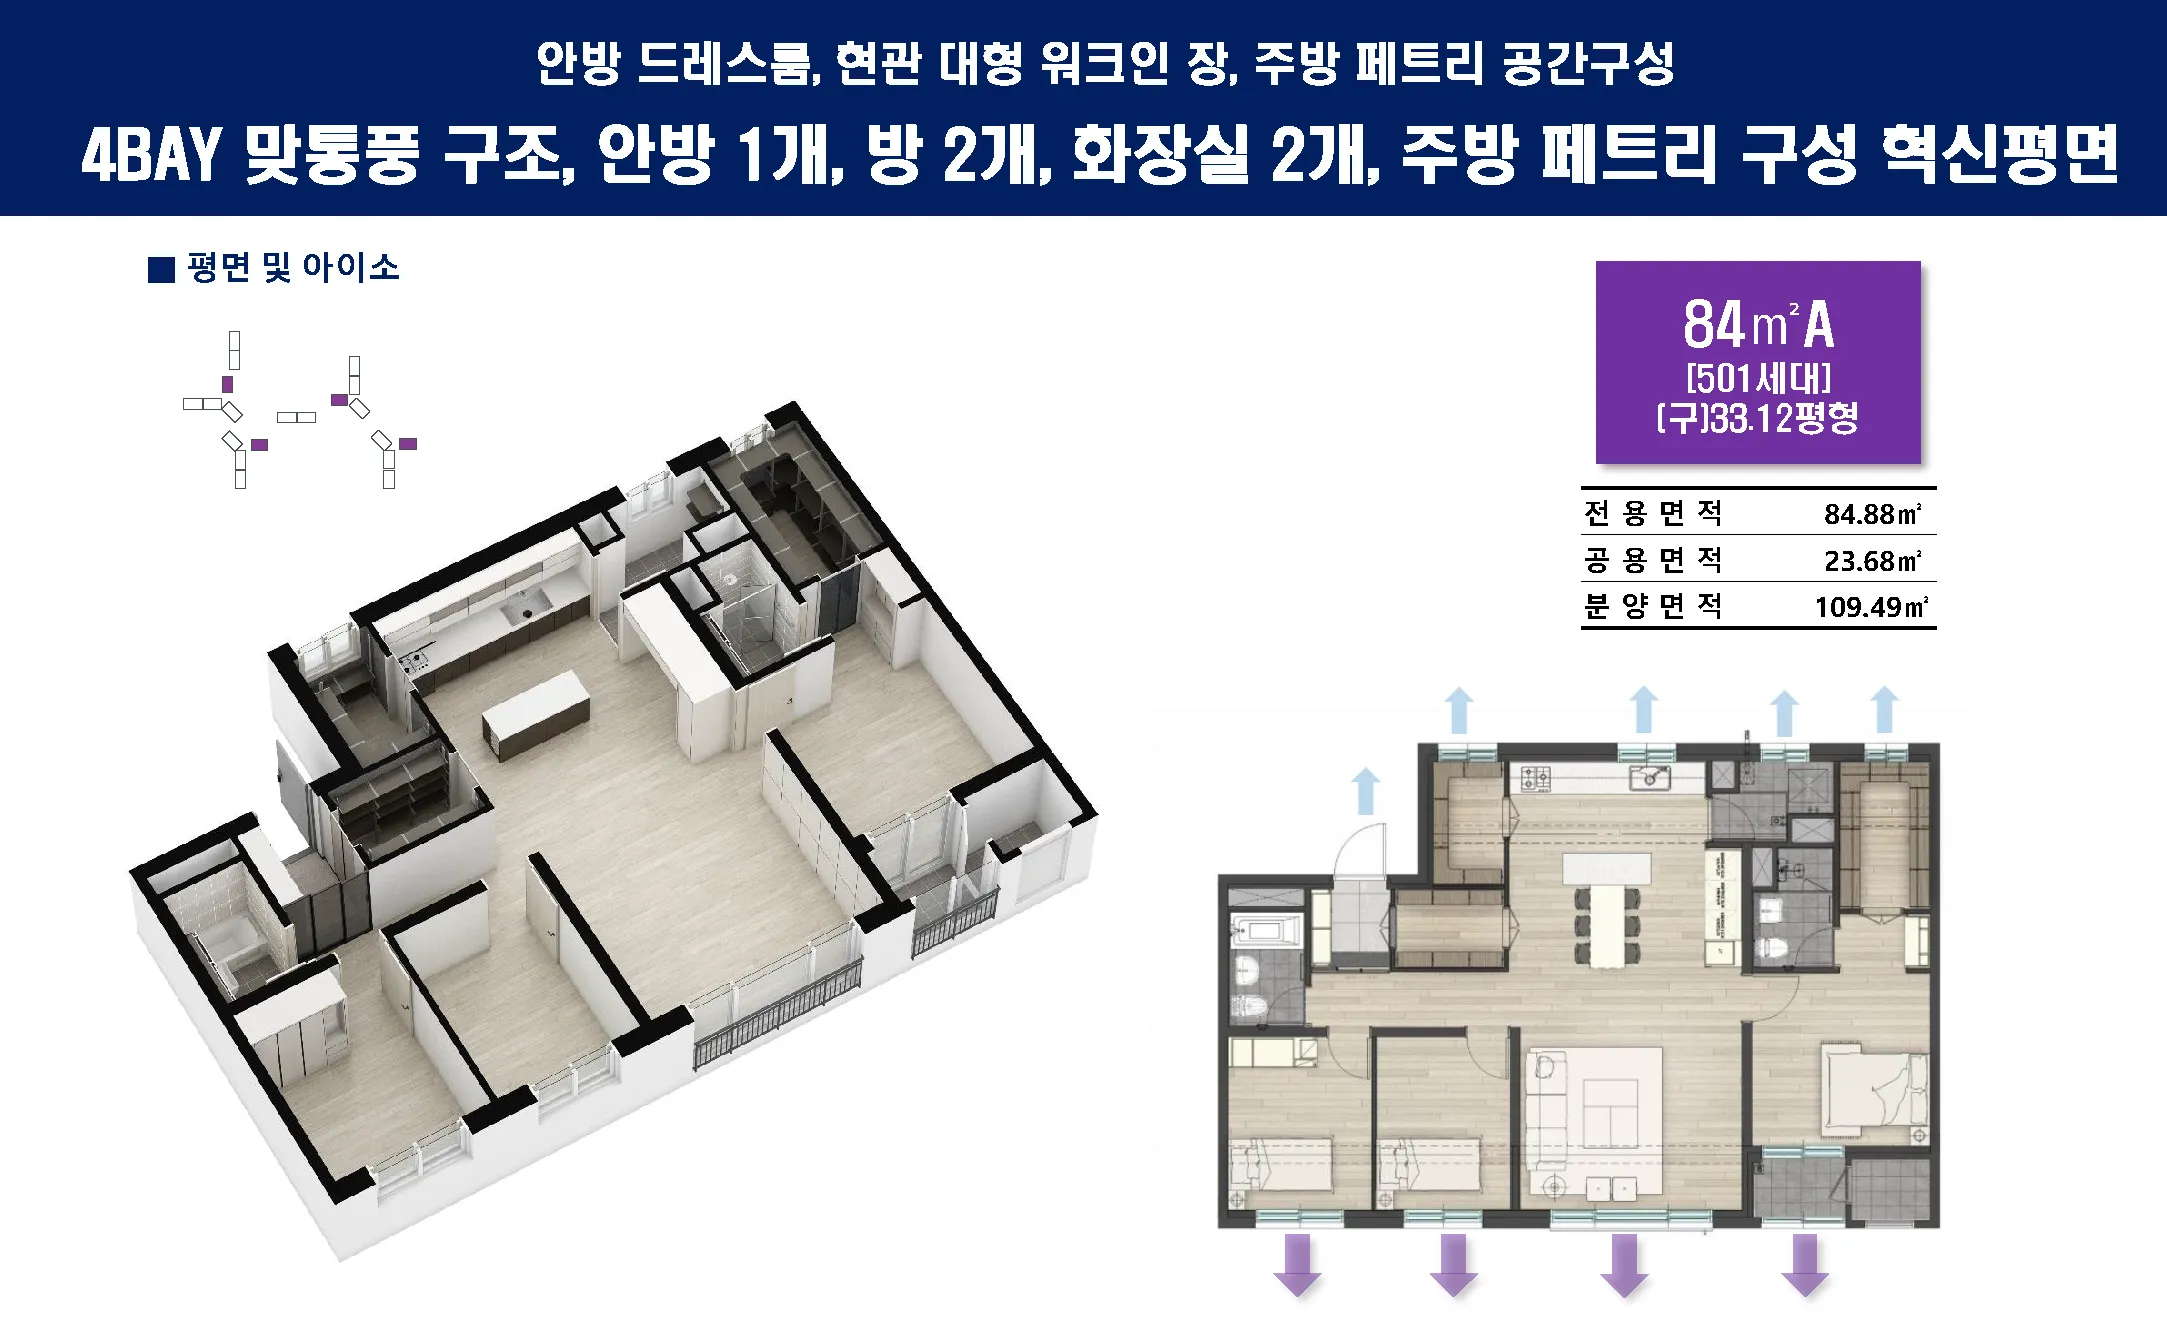 안방 드레스룸, 현관 대형 워크인 장, 주방 페트리 공간구성
4BAY 맞통풍 구조, 안방 1개, 방 2개, 화장실 2개, 주방 페트리 구성 혁신평면
■ 평면 및 아이소
84㎡A
[501세대]
(구)33.12평형
전용면적 84.88㎡
공용면적 23.68㎡
분양면적 109.49㎡